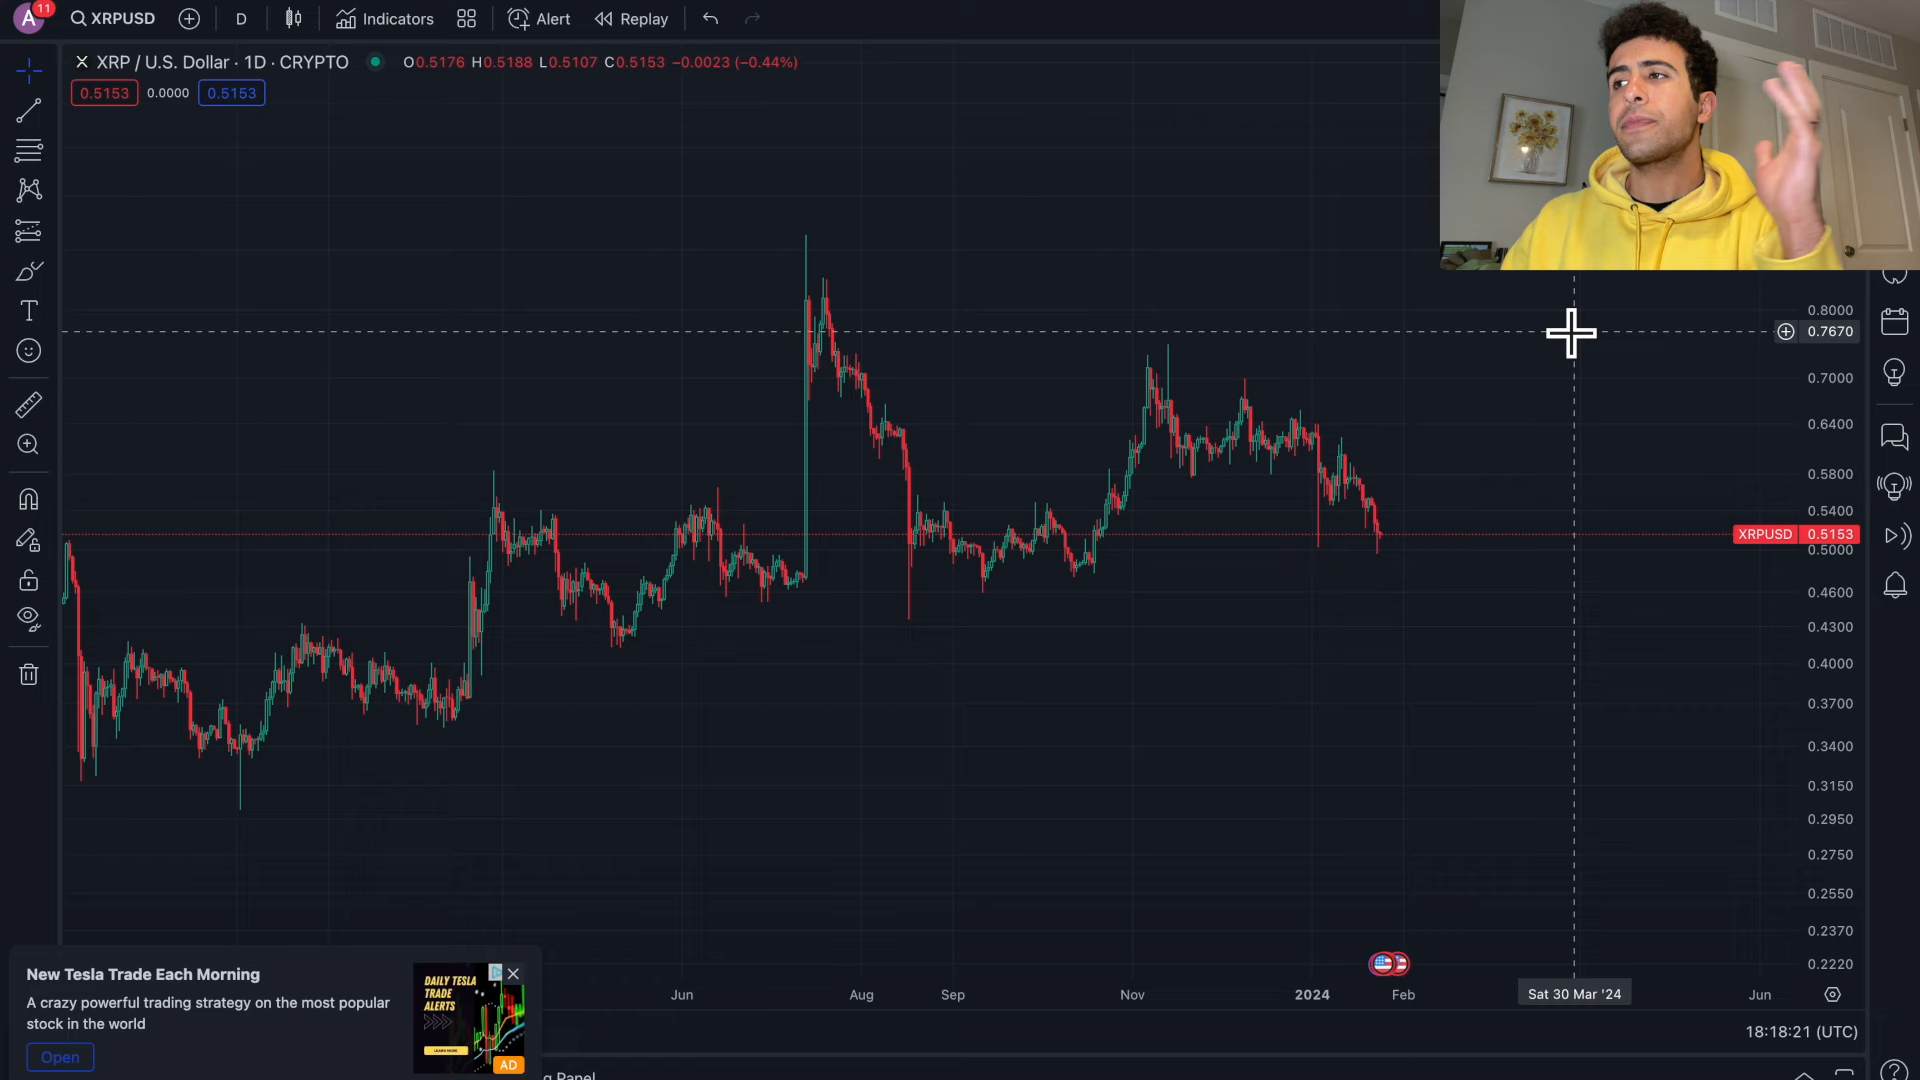 A 11 XRPUSD D Indicators Alert Replay
XRP / U.S. Dollar · 1D · CRYPTO O0.5176 H0.5188 L0.5107 C0.5153 −0.0023 (−0.44%)
0.5153 0.0000 0.5153
0.8000
0.7670
0.7000
0.6400
0.5800
0.5400
XRPUSD 0.5153
0.5000
0.4600
0.4300
0.4000
0.3700
0.3400
0.3150
0.2950
0.2750
0.2550
0.2370
0.2220
Jun Aug Sep Nov 2024 Feb Sat 30 Mar '24 Jun
18:18:21 (UTC)
New Tesla Trade Each Morning
A crazy powerful trading strategy on the most popular
stock in the world
Open
DAILY TESLA
TRADE
ALERTS
LEARN MORE
AD
g Panel